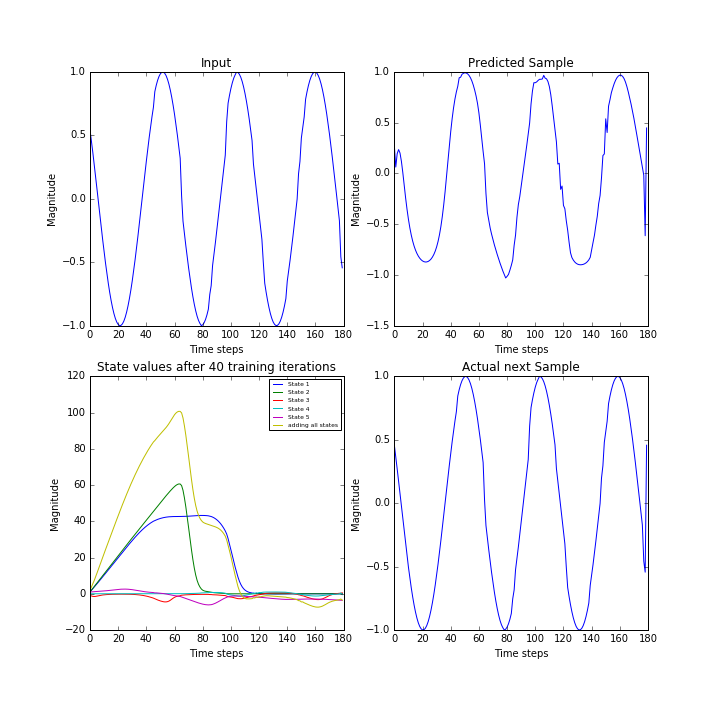 Input
Magnitude
1.0
0.5
0.0
−0.5
−1.0
0 20 40 60 80 100 120 140 160 180
Time steps
Predicted Sample
Magnitude
1.0
0.5
0.0
−0.5
−1.0
−1.5
0 20 40 60 80 100 120 140 160 180
Time steps
State values after 40 training iterations
Magnitude
120
100
80
60
40
20
0
−20
0 20 40 60 80 100 120 140 160 180
Time steps
State 1
State 2
State 3
State 4
State 5
adding all states
Actual next Sample
Magnitude
1.0
0.5
0.0
−0.5
−1.0
0 20 40 60 80 100 120 140 160 180
Time steps